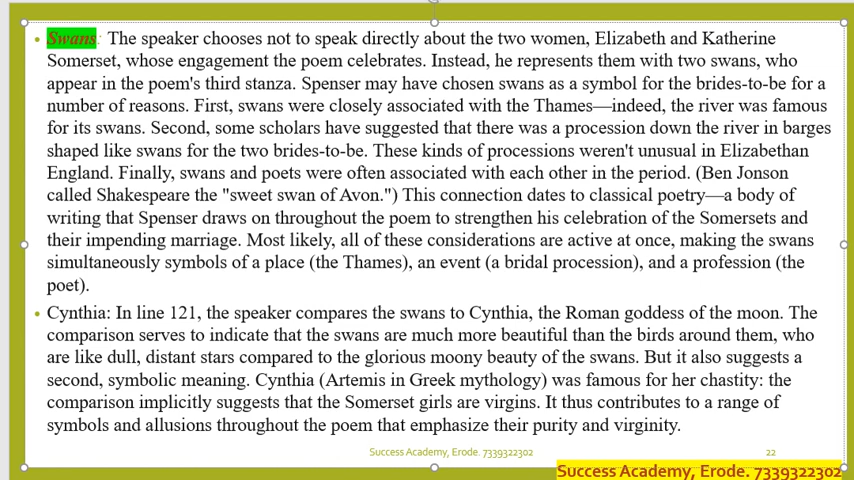 • Swans: The speaker chooses not to speak directly about the two women, Elizabeth and Katherine
Somerset, whose engagement the poem celebrates. Instead, he represents them with two swans, who
appear in the poem's third stanza. Spenser may have chosen swans as a symbol for the brides-to-be for a
number of reasons. First, swans were closely associated with the Thames—indeed, the river was famous
for its swans. Second, some scholars have suggested that there was a procession down the river in barges
shaped like swans for the two brides-to-be. These kinds of processions weren't unusual in Elizabethan
England. Finally, swans and poets were often associated with each other in the period. (Ben Jonson
called Shakespeare the "sweet swan of Avon.") This connection dates to classical poetry—a body of
writing that Spenser draws on throughout the poem to strengthen his celebration of the Somersets and
their impending marriage. Most likely, all of these considerations are active at once, making the swans
simultaneously symbols of a place (the Thames), an event (a bridal procession), and a profession (the
poet).
• Cynthia: In line 121, the speaker compares the swans to Cynthia, the Roman goddess of the moon. The
comparison serves to indicate that the swans are much more beautiful than the birds around them, who
are like dull, distant stars compared to the glorious moony beauty of the swans. But it also suggests a
second, symbolic meaning. Cynthia (Artemis in Greek mythology) was famous for her chastity: the
comparison implicitly suggests that the Somerset girls are virgins. It thus contributes to a range of
symbols and allusions throughout the poem that emphasize their purity and virginity.
Success Academy, Erode. 7339322302 22
Success Academy, Erode. 7339322302